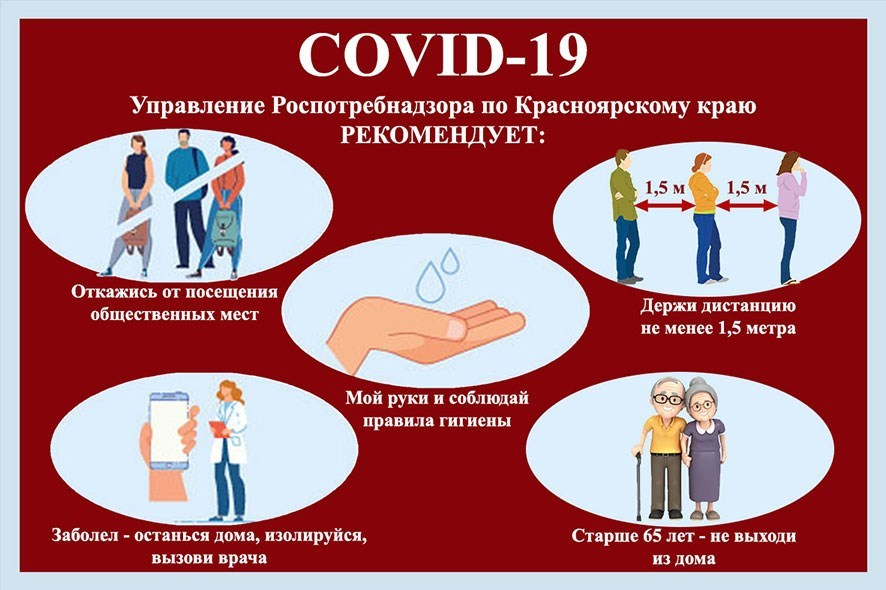 COVID-19
Управление Роспотребнадзора по Красноярскому краю
РЕКОМЕНДУЕТ:
Откажись от посещения
общественных мест
1,5 м
1,5 м
Держи дистанцию
не менее 1,5 метра
Мой руки и соблюдай
правила гигиены
Заболел - останься дома, изолируйся,
вызови врача
Старше 65 лет - не выходи
из дома